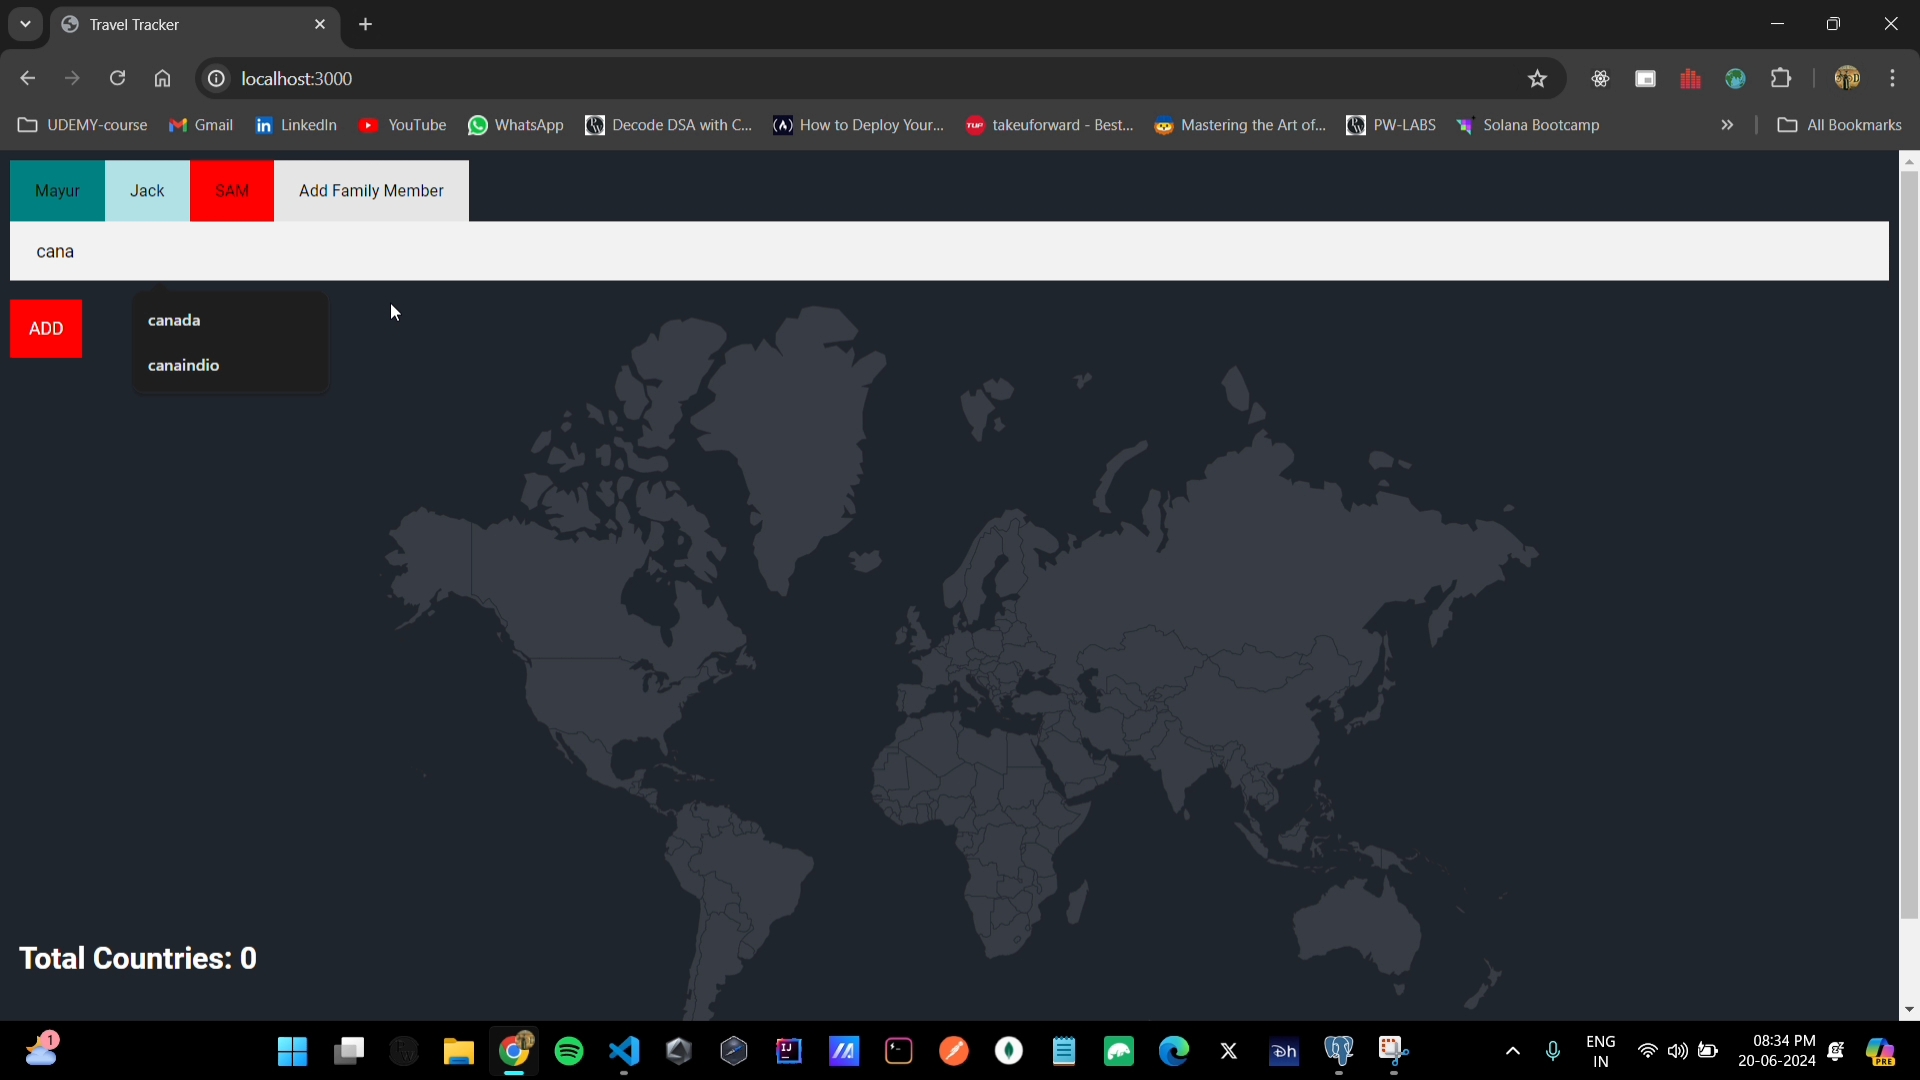 Travel Tracker
localhost:3000
UDEMY-course Gmail LinkedIn YouTube WhatsApp Decode DSA with C... How to Deploy Your... takeuforward - Best... Mastering the Art of... PW-LABS Solana Bootcamp » All Bookmarks
Mayur Jack SAM Add Family Member
cana
canada
ADD
canaindio
Total Countries: 0
1
ENG
IN
08:34 PM
20-06-2024
PRE